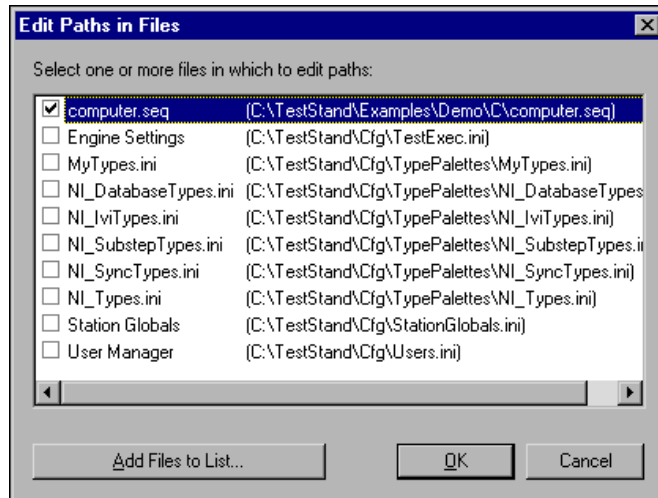 Edit Paths in Files
Select one or more files in which to edit paths:
computer.seq (C:\TestStand\Examples\Demo\C\computer.seq)
Engine Settings (C:\TestStand\Cfg\TestExec.ini)
MyTypes.ini (C:\TestStand\Cfg\TypePalettes\MyTypes.ini)
NI_DatabaseTypes.ini (C:\TestStand\Cfg\TypePalettes\NI_DatabaseTypes
NI_IviTypes.ini (C:\TestStand\Cfg\TypePalettes\NI_IviTypes.ini)
NI_SubstepTypes.ini (C:\TestStand\Cfg\TypePalettes\NI_SubstepTypes.i
NI_SyncTypes.ini (C:\TestStand\Cfg\TypePalettes\NI_SyncTypes.ini)
NI_Types.ini (C:\TestStand\Cfg\TypePalettes\NI_Types.ini)
Station Globals (C:\TestStand\Cfg\StationGlobals.ini)
User Manager (C:\TestStand\Cfg\Users.ini)
Add Files to List... OK Cancel